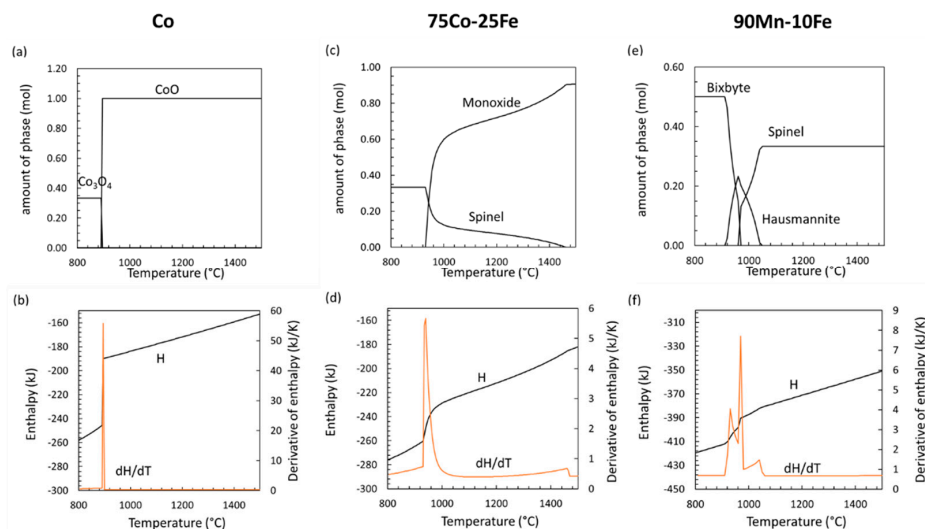 Co
75Co-25Fe
90Mn-10Fe
(a)
amount of phase (mol)
1.20
1.00
0.80
0.60
0.40
0.20
0.00
CoO
Co₃O₄
800 1000 1200 1400
Temperature (°C)
(c)
amount of phase (mol)
1.00
0.80
0.60
0.40
0.20
0.00
Monoxide
Spinel
800 1000 1200 1400
Temperature (°C)
(e)
amount of phase (mol)
0.60
0.40
0.20
0.00
Bixbyte
Spinel
Hausmannite
800 1000 1200 1400
Temperature (°C)
(b)
Enthalpy (kJ)
-160
-180
-200
-220
-240
-260
-280
-300
H
dH/dT
60
50
40
30
20
10
0
Derivative of enthalpy (kJ/K)
800 1000 1200 1400
Temperature (°C)
(d)
Enthalpy (kJ)
-160
-180
-200
-220
-240
-260
-280
-300
H
dH/dT
6
5
4
3
2
1
0
Derivative of enthalpy (kJ/K)
800 1000 1200 1400
Temperature (°C)
(f)
Enthalpy (kJ)
-310
-330
-350
-370
-390
-410
-430
-450
H
dH/dT
9
8
7
6
5
4
3
2
1
0
Derivative of enthalpy (kJ/K)
800 1000 1200 1400
Temperature (°C)